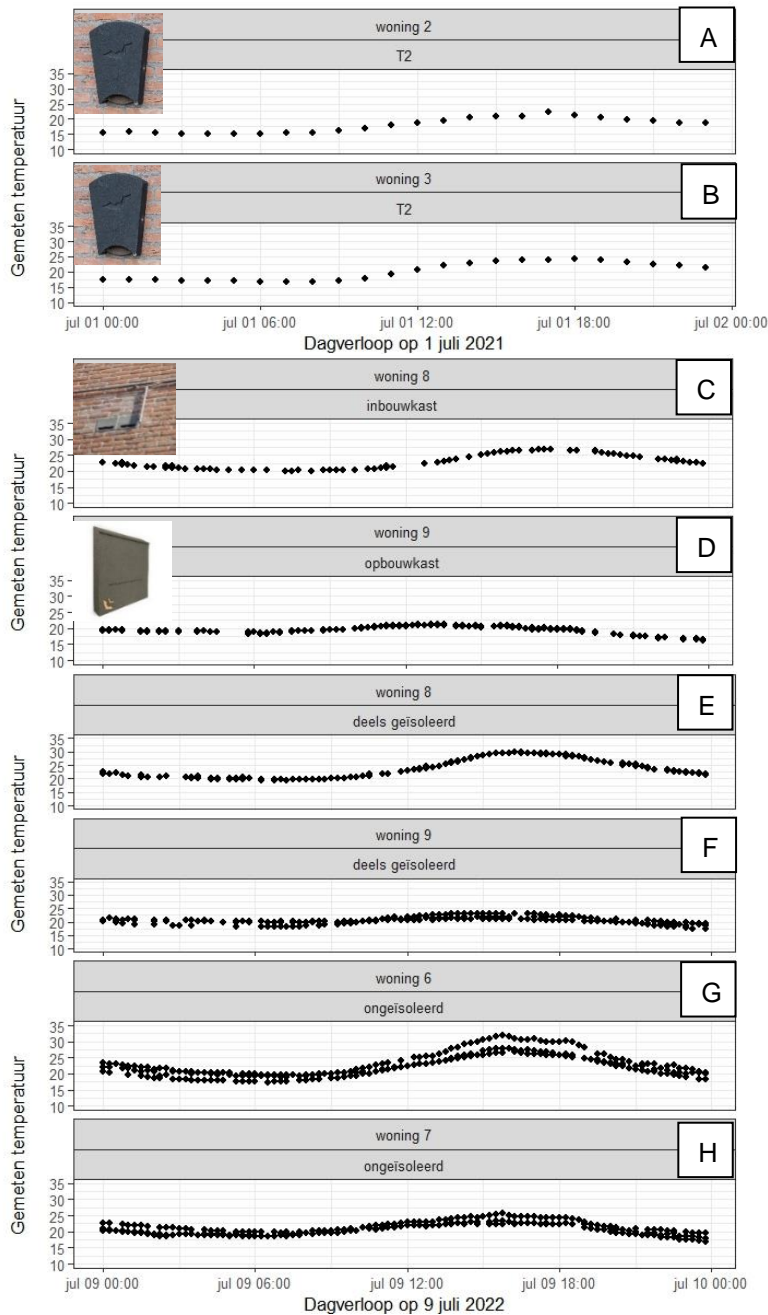 woning 2
A
T2
35
30
25
20
15
10
woning 3
B
T2
35
30
25
20
15
10
Gemeten temperatuur
jul 01 00:00 jul 01 06:00 jul 01 12:00 jul 01 18:00 jul 02 00:00
Dagverloop op 1 juli 2021
woning 8
C
inbouwkast
35
30
25
20
15
10
woning 9
D
opbouwkast
35
30
25
20
15
10
Gemeten temperatuur
woning 8
E
deels geïsoleerd
35
30
25
20
15
10
woning 9
F
deels geïsoleerd
35
30
25
20
15
10
Gemeten temperatuur
woning 6
G
ongeïsoleerd
35
30
25
20
15
10
woning 7
H
ongeïsoleerd
35
30
25
20
15
10
Gemeten temperatuur
jul 09 00:00 jul 09 06:00 jul 09 12:00 jul 09 18:00 jul 10 00:00
Dagverloop op 9 juli 2022